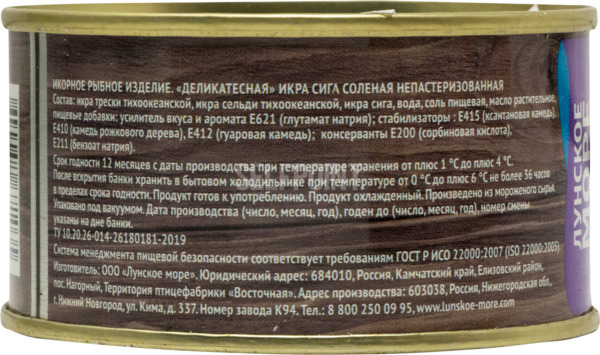 ИКОРНОЕ РЫБНОЕ ИЗДЕЛИЕ. «ДЕЛИКАТЕСНАЯ» ИКРА СИГА СОЛЕНАЯ НЕПАСТЕРИЗОВАННАЯ
Состав: икра трески тихоокеанской, икра сельди тихоокеанской, икра сига, вода, соль пищевая, масло растительное,
пищевые добавки: усилитель вкуса и аромата Е621 (глутамат натрия); стабилизаторы : Е415 (ксантановая камедь),
Е410 (камедь рожкового дерева), Е412 (гуаровая камедь);  консерванты Е200 (сорбиновая кислота),
Е211 (бензоат натрия).
Срок годности 12 месяцев с даты производства при температуре хранения от плюс 1 °С до плюс 4 °С.
После вскрытия банки хранить в бытовом холодильнике при температуре от 0 °С до плюс 6 °С не более 36 часов
в пределах срока годности. Продукт готов к употреблению. Продукт охлажденный. Произведено из мороженого сырья.
Упаковано под вакуумом. Дата производства (число, месяц, год), годен до (число, месяц, год), номер смены
указаны на дне банки.
ТУ 10.20.26-014-26180181-2019
Система менеджмента пищевой безопасности соответствует требованиям ГОСТ Р ИСО 22000:2007 (ISO 22000:2005)
Изготовитель: ООО «Лунское море». Юридический адрес: 684010, Россия, Камчатский край, Елизовский район,
пос. Нагорный, Территория птицефабрики "Восточная". Адрес производства: 603038, Россия, Нижегородская обл.,
г. Нижний Новгород, ул. Кима, д. 337. Номер завода К94. Тел.: 8 800 250 09 95, http://www.lunskoe-more.com
ЛУНСКОЕ
МОРЕ